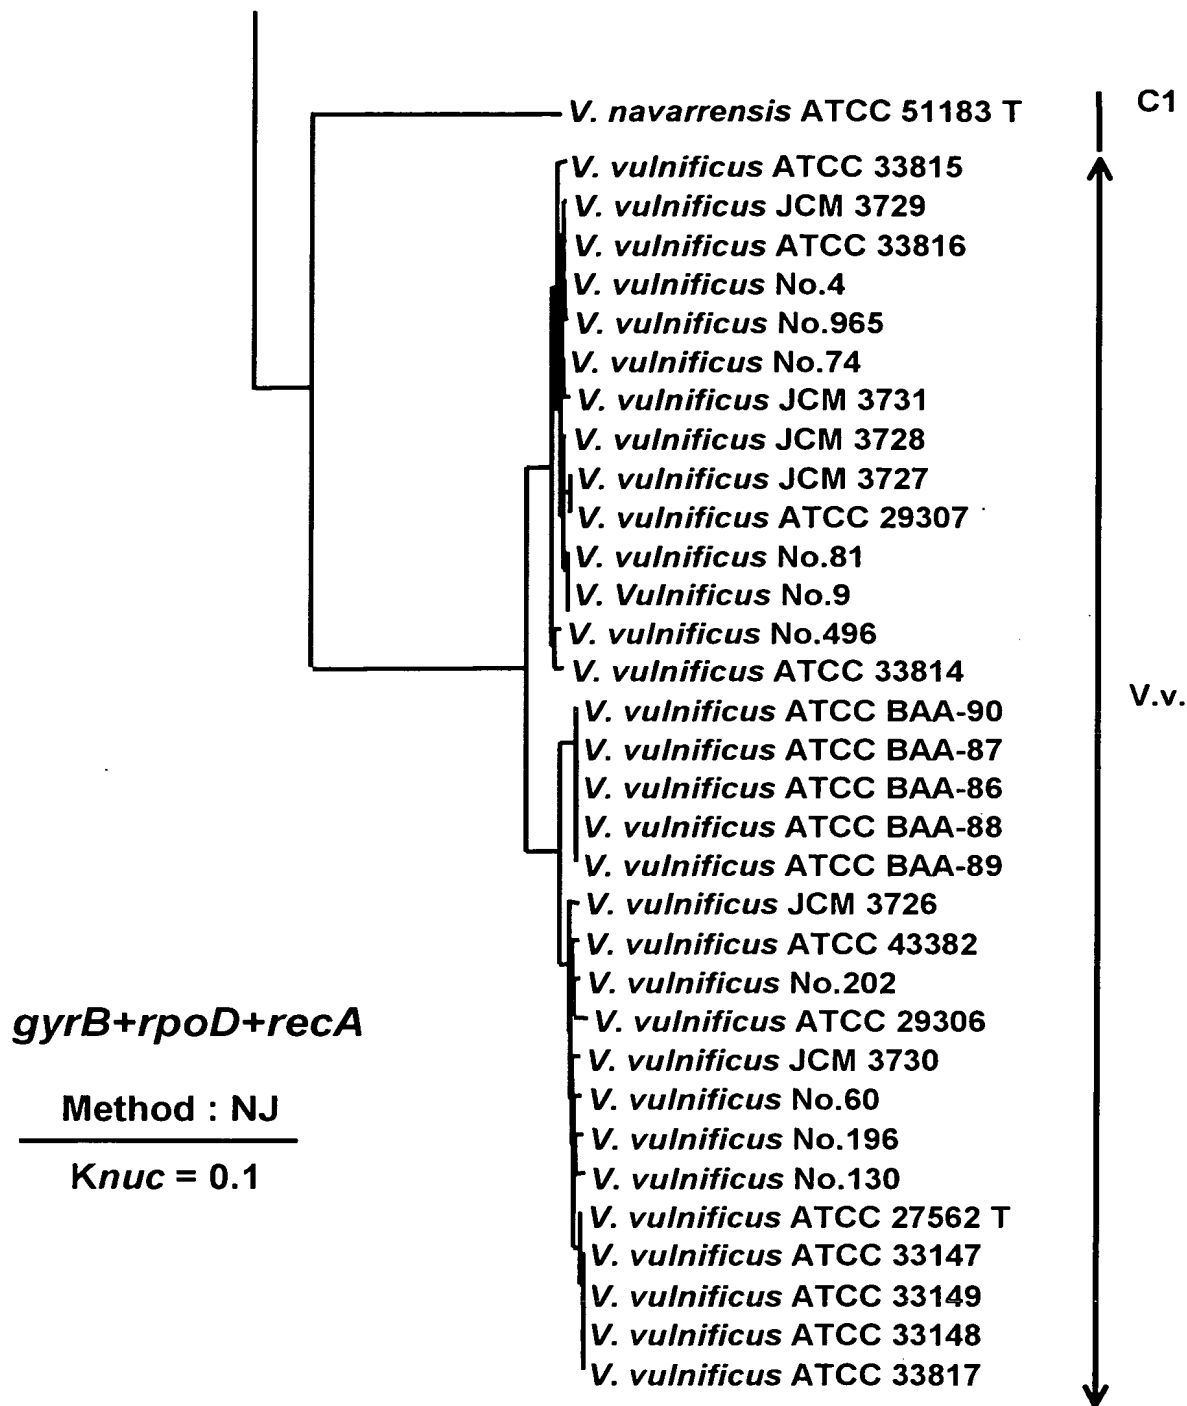 V. navarrensis ATCC 51183 T
C1
V. vulnificus ATCC 33815
V. vulnificus JCM 3729
V. vulnificus ATCC 33816
V. vulnificus No.4
V. vulnificus No.965
V. vulnificus No.74
V. vulnificus JCM 3731
V. vulnificus JCM 3728
V. vulnificus JCM 3727
V. vulnificus ATCC 29307
V. vulnificus No.81
V. Vulnificus No.9
V. vulnificus No.496
V. vulnificus ATCC 33814
V.v.
V. vulnificus ATCC BAA-90
V. vulnificus ATCC BAA-87
V. vulnificus ATCC BAA-86
V. vulnificus ATCC BAA-88
V. vulnificus ATCC BAA-89
V. vulnificus JCM 3726
V. vulnificus ATCC 43382
V. vulnificus No.202
V. vulnificus ATCC 29306
V. vulnificus JCM 3730
V. vulnificus No.60
V. vulnificus No.196
V. vulnificus No.130
V. vulnificus ATCC 27562 T
V. vulnificus ATCC 33147
V. vulnificus ATCC 33149
V. vulnificus ATCC 33148
V. vulnificus ATCC 33817
gyrB+rpoD+recA
Method : NJ
Knuc = 0.1